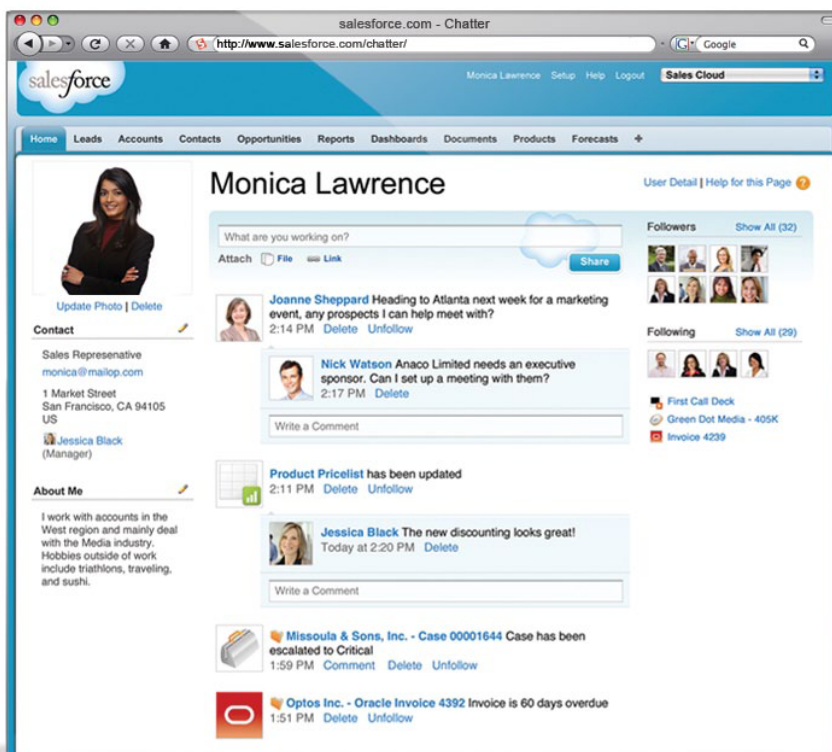 salesforce.com - Chatter
http://www.salesforce.com/chatter/
Google
salesforce
Monica Lawrence Setup Help Logout Sales Cloud
Home Leads Accounts Contacts Opportunities Reports Dashboards Documents Products Forecasts +
Monica Lawrence
User Detail | Help for this Page ?
Update Photo | Delete
Contact
Sales Represenative
monica@mailop.com
1 Market Street
San Francisco, CA 94105
US
Jessica Black
(Manager)
About Me
I work with accounts in the
West region and mainly deal
with the Media industry.
Hobbies outside of work
include triathlons, traveling,
and sushi.
What are you working on?
Attach File Link
Share
Joanne Sheppard Heading to Atlanta next week for a marketing
event, any prospects I can help meet with?
2:14 PM Delete Unfollow
Nick Watson Anaco Limited needs an executive
sponsor. Can I set up a meeting with them?
2:17 PM Delete
Write a Comment
Product Pricelist has been updated
2:11 PM Delete Unfollow
Jessica Black The new discounting looks great!
Today at 2:20 PM Delete
Write a Comment
Missoula & Sons, Inc. - Case 00001644 Case has been
escalated to Critical
1:59 PM Comment Delete Unfollow
Optos Inc. - Oracle Invoice 4392 Invoice is 60 days overdue
1:51 PM Delete Unfollow
Followers Show All (32)
Following Show All (29)
First Call Deck
Green Dot Media - 405K
Invoice 4239